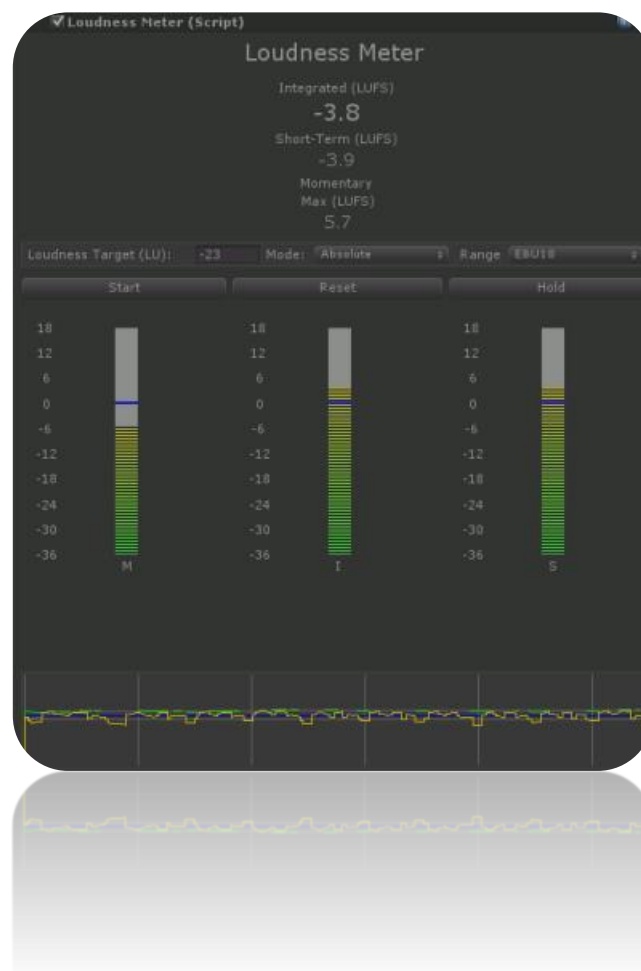 Loudness Meter (Script)
Loudness Meter
Integrated (LUFS)
-3.8
Short-Term (LUFS)
-3.9
Momentary
Max (LUFS)
5.7
Loudness Target (LU): -23 Mode: Absolute Range EBU18
Start Reset Hold
18 18 18
12 12 12
6 6 6
0 0 0
-6 -6 -6
-12 -12 -12
-18 -18 -18
-24 -24 -24
-30 -30 -30
-36 -36 -36
M I S